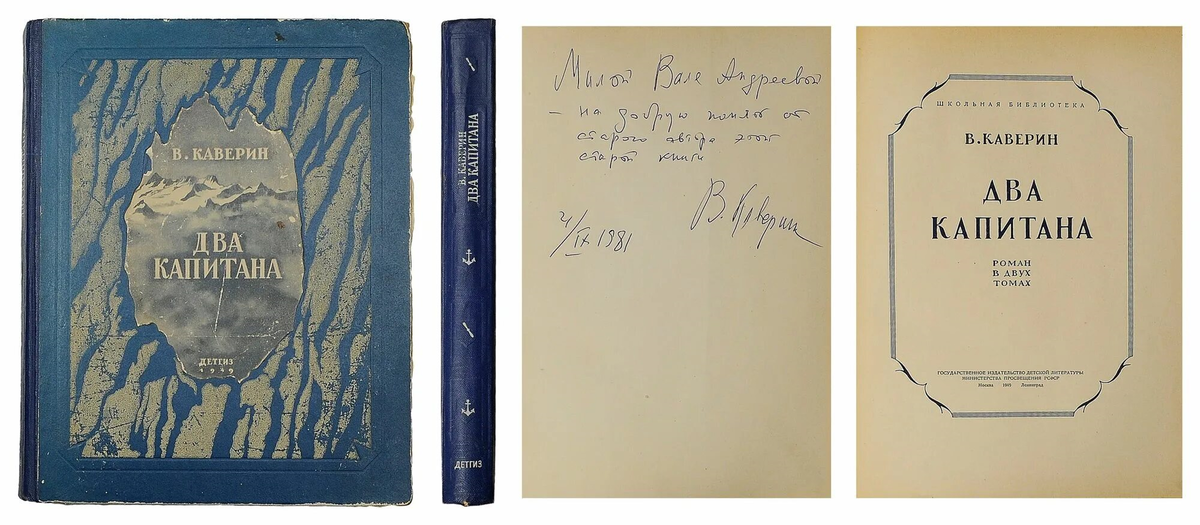 В. КАВЕРИН
ДВА
КАПИТАНА
ДЕТГИЗ
1949
В. КАВЕРИН
ДВА КАПИТАНА
ДЕТГИЗ
Милой Вале Андреевой
– на добрую память от
старого автора этой
старой книги
В. Каверин
4/IX 1981
ШКОЛЬНАЯ БИБЛИОТЕКА
В. КАВЕРИН
ДВА
КАПИТАНА
РОМАН
В ДВУХ
ТОМАХ
ГОСУДАРСТВЕННОЕ ИЗДАТЕЛЬСТВО ДЕТСКОЙ ЛИТЕРАТУРЫ
МИНИСТЕРСТВА ПРОСВЕЩЕНИЯ РСФСР
Москва 1949 Ленинград